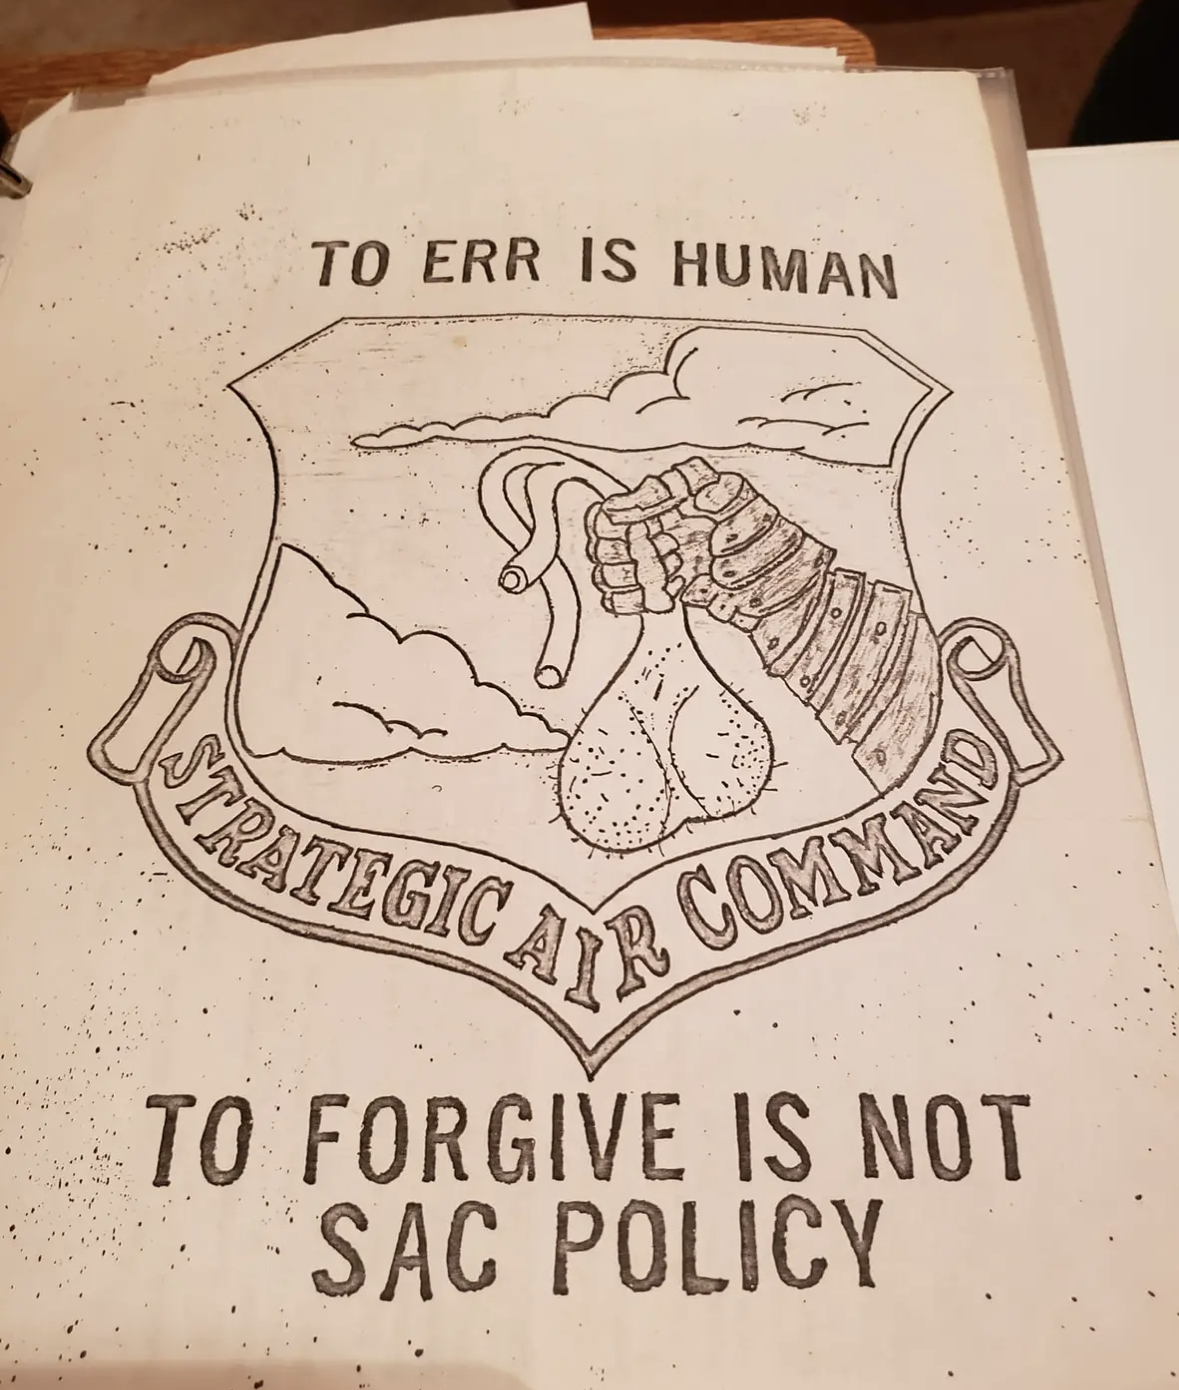 TO ERR IS HUMAN
STRATEGIC AIR COMMAND
TO FORGIVE IS NOT
SAC POLICY